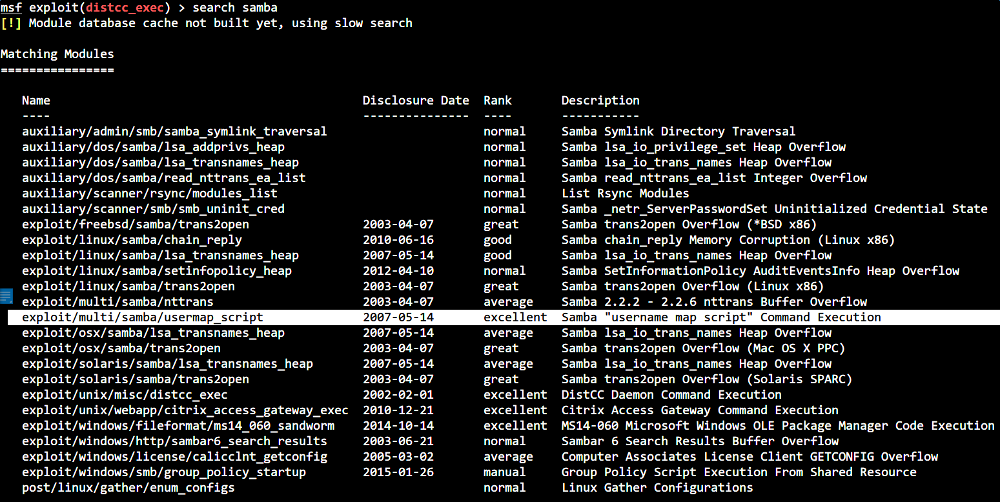 msf exploit(distcc_exec) > search samba
[!] Module database cache not built yet, using slow search
Matching Modules
================
Name Disclosure Date Rank Description
---- --------------- ---- -----------
auxiliary/admin/smb/samba_symlink_traversal normal Samba Symlink Directory Traversal
auxiliary/dos/samba/lsa_addprivs_heap normal Samba lsa_io_privilege_set Heap Overflow
auxiliary/dos/samba/lsa_transnames_heap normal Samba lsa_io_trans_names Heap Overflow
auxiliary/dos/samba/read_nttrans_ea_list normal Samba read_nttrans_ea_list Integer Overflow
auxiliary/scanner/rsync/modules_list normal List Rsync Modules
auxiliary/scanner/smb/smb_uninit_cred normal Samba _netr_ServerPasswordSet Uninitialized Credential State
exploit/freebsd/samba/trans2open 2003-04-07 great Samba trans2open Overflow (*BSD x86)
exploit/linux/samba/chain_reply 2010-06-16 good Samba chain_reply Memory Corruption (Linux x86)
exploit/linux/samba/lsa_transnames_heap 2007-05-14 good Samba lsa_io_trans_names Heap Overflow
exploit/linux/samba/setinfopolicy_heap 2012-04-10 normal Samba SetInformationPolicy AuditEventsInfo Heap Overflow
exploit/linux/samba/trans2open 2003-04-07 great Samba trans2open Overflow (Linux x86)
exploit/multi/samba/nttrans 2003-04-07 average Samba 2.2.2 - 2.2.6 nttrans Buffer Overflow
exploit/multi/samba/usermap_script 2007-05-14 excellent Samba "username map script" Command Execution
exploit/osx/samba/lsa_transnames_heap 2007-05-14 average Samba lsa_io_trans_names Heap Overflow
exploit/osx/samba/trans2open 2003-04-07 great Samba trans2open Overflow (Mac OS X PPC)
exploit/solaris/samba/lsa_transnames_heap 2007-05-14 average Samba lsa_io_trans_names Heap Overflow
exploit/solaris/samba/trans2open 2003-04-07 great Samba trans2open Overflow (Solaris SPARC)
exploit/unix/misc/distcc_exec 2002-02-01 excellent DistCC Daemon Command Execution
exploit/unix/webapp/citrix_access_gateway_exec 2010-12-21 excellent Citrix Access Gateway Command Execution
exploit/windows/fileformat/ms14_060_sandworm 2014-10-14 excellent MS14-060 Microsoft Windows OLE Package Manager Code Execution
exploit/windows/http/sambar6_search_results 2003-06-21 normal Sambar 6 Search Results Buffer Overflow
exploit/windows/license/calicclnt_getconfig 2005-03-02 average Computer Associates License Client GETCONFIG Overflow
exploit/windows/smb/group_policy_startup 2015-01-26 manual Group Policy Script Execution From Shared Resource
post/linux/gather/enum_configs normal Linux Gather Configurations